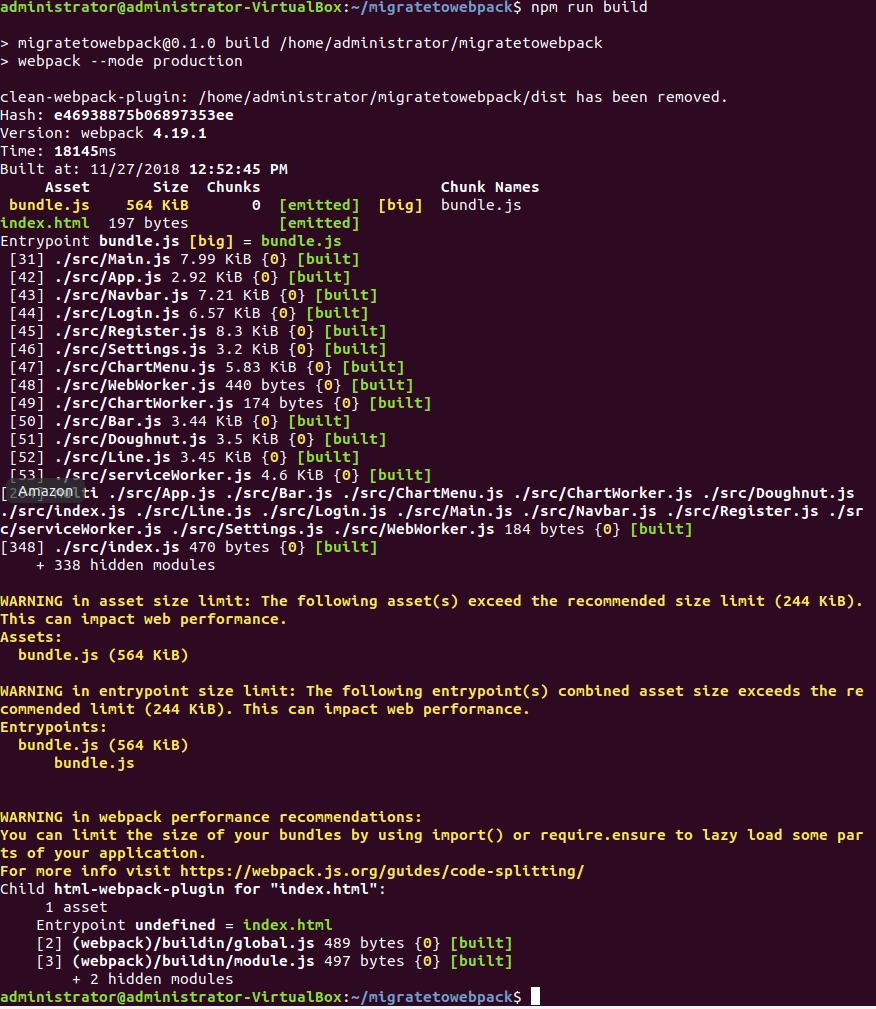 administrator@administrator-VirtualBox:~/migratetowebpack$ npm run build
> migratetowebpack@0.1.0 build /home/administrator/migratetowebpack
> webpack --mode production
clean-webpack-plugin: /home/administrator/migratetowebpack/dist has been removed.
Hash: e46938875b06897353ee
Version: webpack 4.19.1
Time: 18145ms
Built at: 11/27/2018 12:52:45 PM
Asset Size Chunks Chunk Names
bundle.js 564 KiB 0 [emitted] [big] bundle.js
index.html 197 bytes [emitted]
Entrypoint bundle.js [big] = bundle.js
[31] ./src/Main.js 7.99 KiB {0} [built]
[42] ./src/App.js 2.92 KiB {0} [built]
[43] ./src/Navbar.js 7.21 KiB {0} [built]
[44] ./src/Login.js 6.57 KiB {0} [built]
[45] ./src/Register.js 8.3 KiB {0} [built]
[46] ./src/Settings.js 3.2 KiB {0} [built]
[47] ./src/ChartMenu.js 5.83 KiB {0} [built]
[48] ./src/WebWorker.js 440 bytes {0} [built]
[49] ./src/ChartWorker.js 174 bytes {0} [built]
[50] ./src/Bar.js 3.44 KiB {0} [built]
[51] ./src/Doughnut.js 3.5 KiB {0} [built]
[52] ./src/Line.js 3.45 KiB {0} [built]
[53] ./src/serviceWorker.js 4.6 KiB {0} [built]
Amazon ./src/App.js ./src/Bar.js ./src/ChartMenu.js ./src/ChartWorker.js ./src/Doughnut.js
./src/index.js ./src/Line.js ./src/Login.js ./src/Main.js ./src/Navbar.js ./src/Register.js ./sr
c/serviceWorker.js ./src/Settings.js ./src/WebWorker.js 184 bytes {0} [built]
[348] ./src/index.js 470 bytes {0} [built]
+ 338 hidden modules
WARNING in asset size limit: The following asset(s) exceed the recommended size limit (244 KiB).
This can impact web performance.
Assets:
bundle.js (564 KiB)
WARNING in entrypoint size limit: The following entrypoint(s) combined asset size exceeds the re
commended limit (244 KiB). This can impact web performance.
Entrypoints:
bundle.js (564 KiB)
bundle.js
WARNING in webpack performance recommendations:
You can limit the size of your bundles by using import() or require.ensure to lazy load some par
ts of your application.
For more info visit https://webpack.js.org/guides/code-splitting/
Child html-webpack-plugin for "index.html":
1 asset
Entrypoint undefined = index.html
[2] (webpack)/buildin/global.js 489 bytes {0} [built]
[3] (webpack)/buildin/module.js 497 bytes {0} [built]
+ 2 hidden modules
administrator@administrator-VirtualBox:~/migratetowebpack$